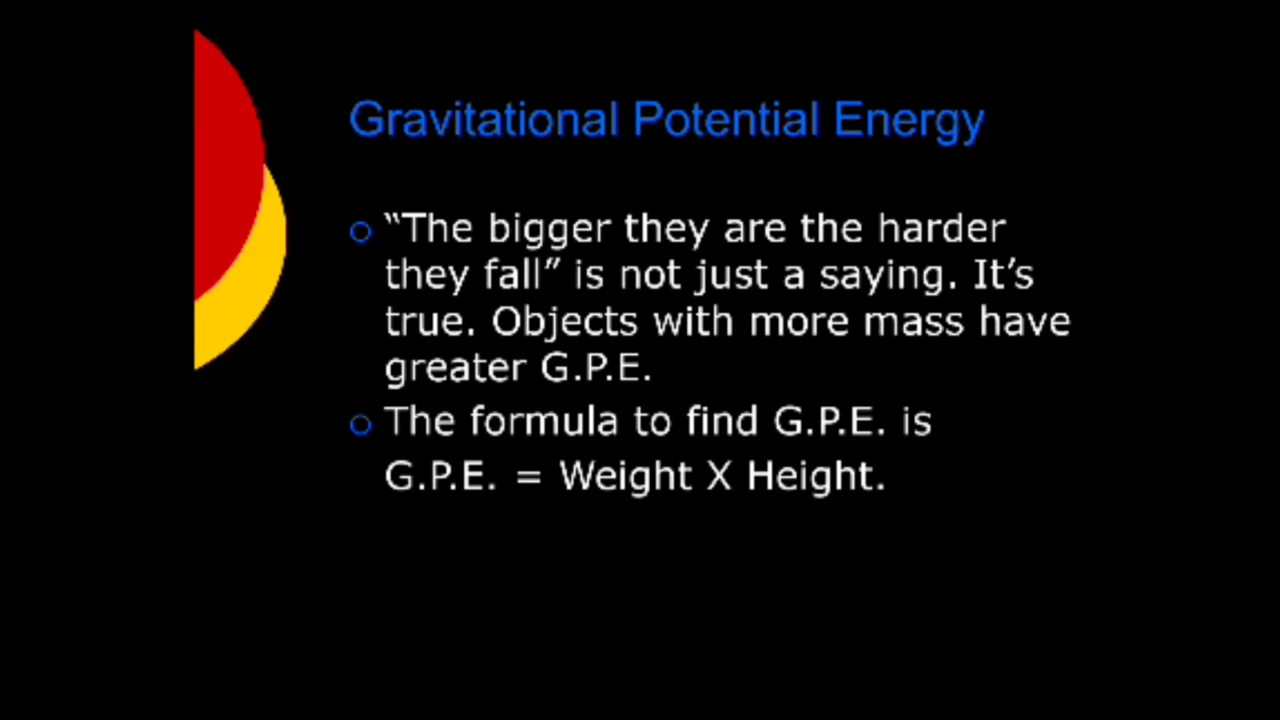 Gravitational Potential Energy
“The bigger they are the harder
they fall” is not just a saying. It’s
true. Objects with more mass have
greater G.P.E.
The formula to find G.P.E. is
G.P.E. = Weight X Height.